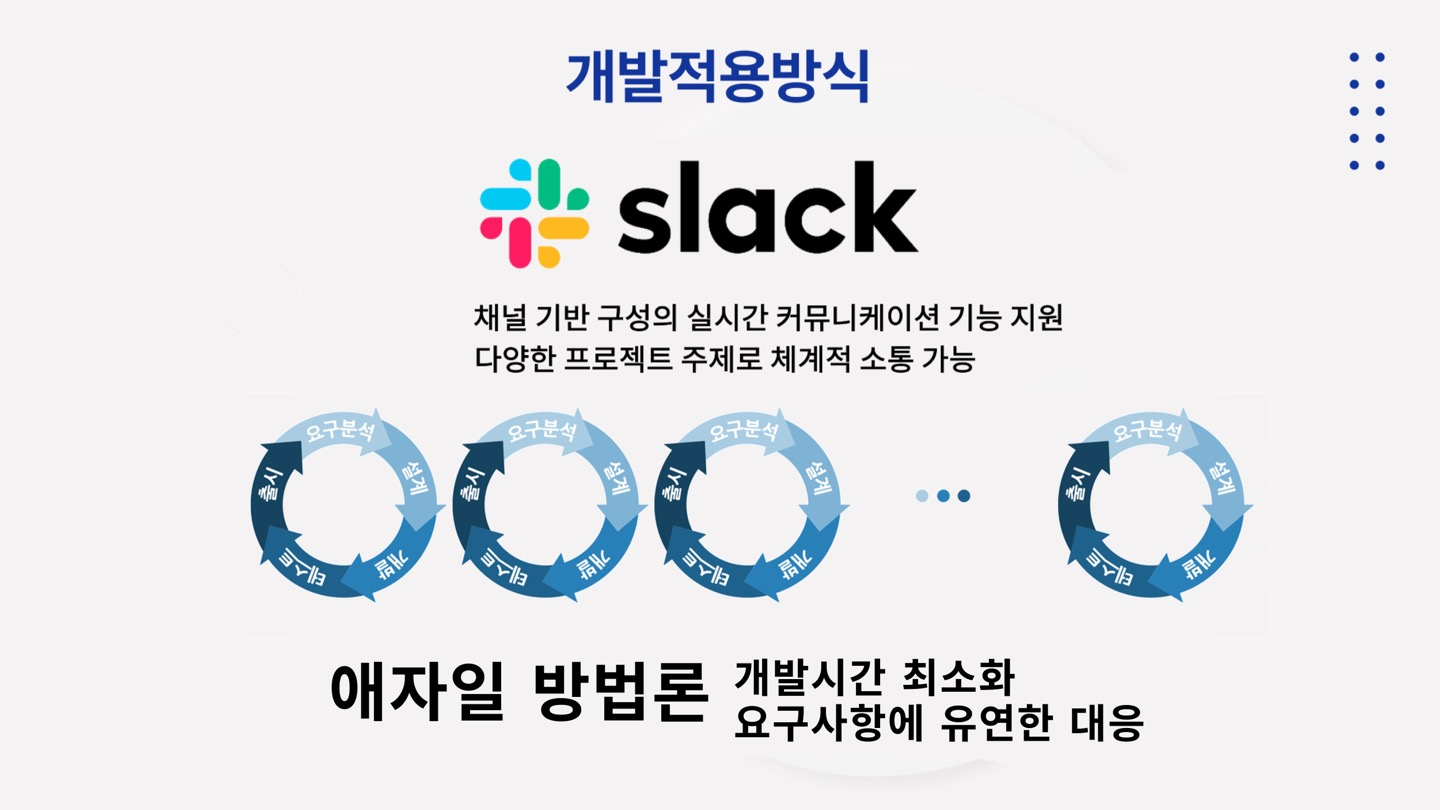 개발적용방식
slack
채널 기반 구성의 실시간 커뮤니케이션 기능 지원
다양한 프로젝트 주제로 체계적 소통 가능
요구분석
설계
개발
테스트
출시
요구분석
설계
개발
테스트
출시
요구분석
설계
개발
테스트
출시
요구분석
설계
개발
테스트
출시
애자일 방법론
개발시간 최소화
요구사항에 유연한 대응